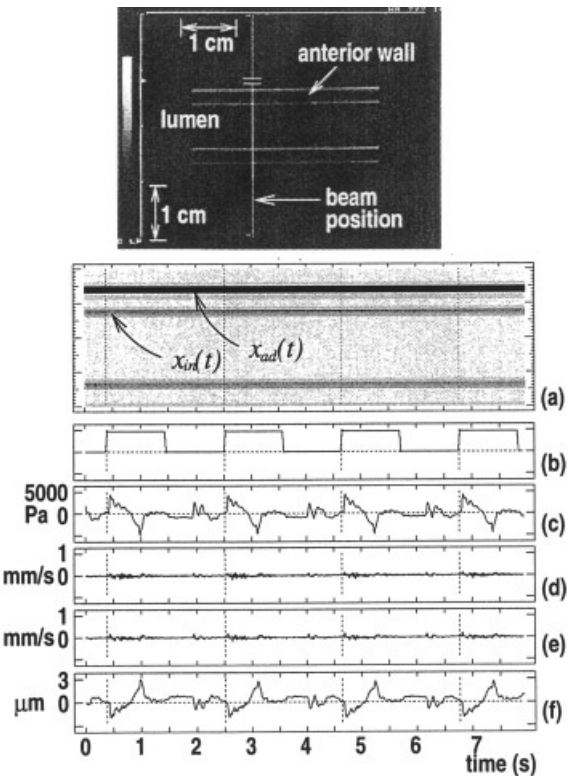 1 cm
anterior wall
lumen
1 cm
beam
position
x_in(t)
x_ad(t)
(a)
(b)
5000
Pa 0
(c)
1
mm/s 0
(d)
1
mm/s 0
(e)
3
μm 0
(f)
0 1 2 3 4 5 6 7
time (s)